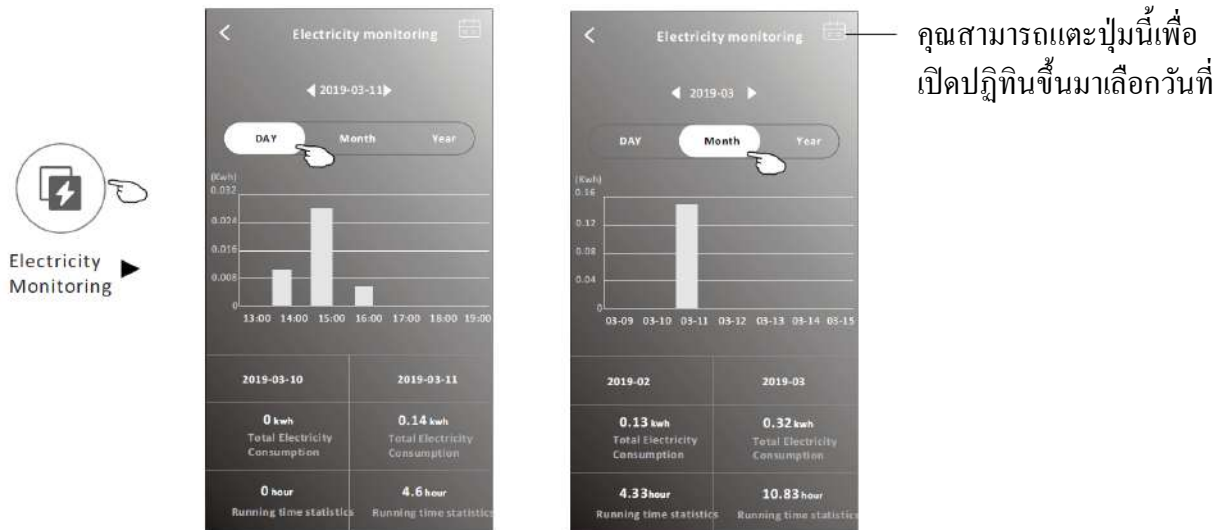 Electricity
Monitoring
Electricity monitoring
2019-03-11
DAY Month Year
(Kwh)
0.032
0.024
0.016
0.008
0
13:00 14:00 15:00 16:00 17:00 18:00 19:00
2019-03-10 2019-03-11
0 kwh 0.14 kwh
Total Electricity Total Electricity
Consumption Consumption
0 hour 4.6 hour
Running time statistics Running time statistics
Electricity monitoring
2019-03
DAY Month Year
(Kwh)
0.16
0.12
0.08
0.04
0
03-09 03-10 03-11 03-12 03-13 03-14 03-15
2019-02 2019-03
0.13 kwh 0.32 kwh
Total Electricity Total Electricity
Consumption Consumption
4.33hour 10.83 hour
Running time statistics Running time statistics
คุณสามารถแตะปุ่มนี้เพื่อ
เปิดปฏิทินขึ้นมาเลือกวันที่